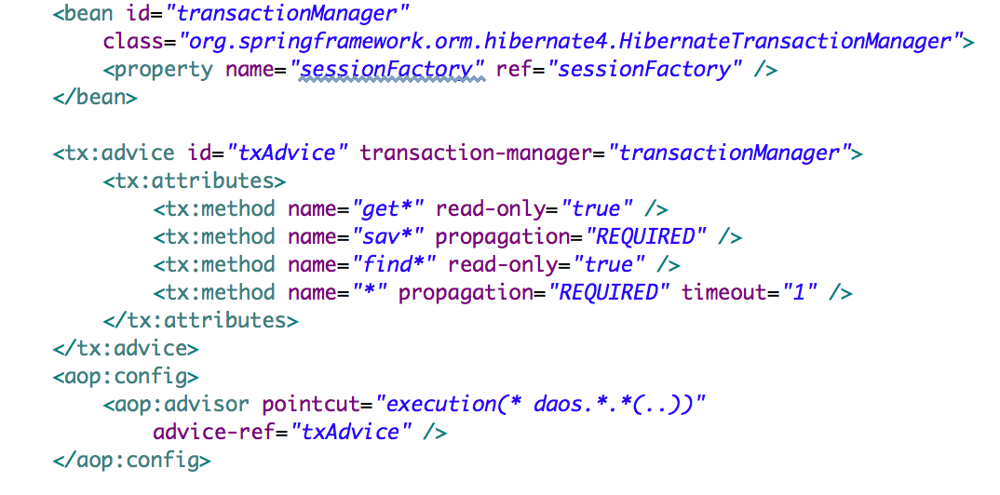 <bean id="transactionManager"
    class="org.springframework.orm.hibernate4.HibernateTransactionManager">
    <property name="sessionFactory" ref="sessionFactory" />
</bean>

<tx:advice id="txAdvice" transaction-manager="transactionManager">
    <tx:attributes>
        <tx:method name="get*" read-only="true" />
        <tx:method name="sav*" propagation="REQUIRED" />
        <tx:method name="find*" read-only="true" />
        <tx:method name="*" propagation="REQUIRED" timeout="1" />
    </tx:attributes>
</tx:advice>
<aop:config>
    <aop:advisor pointcut="execution(* daos.*.*(..))"
        advice-ref="txAdvice" />
</aop:config>